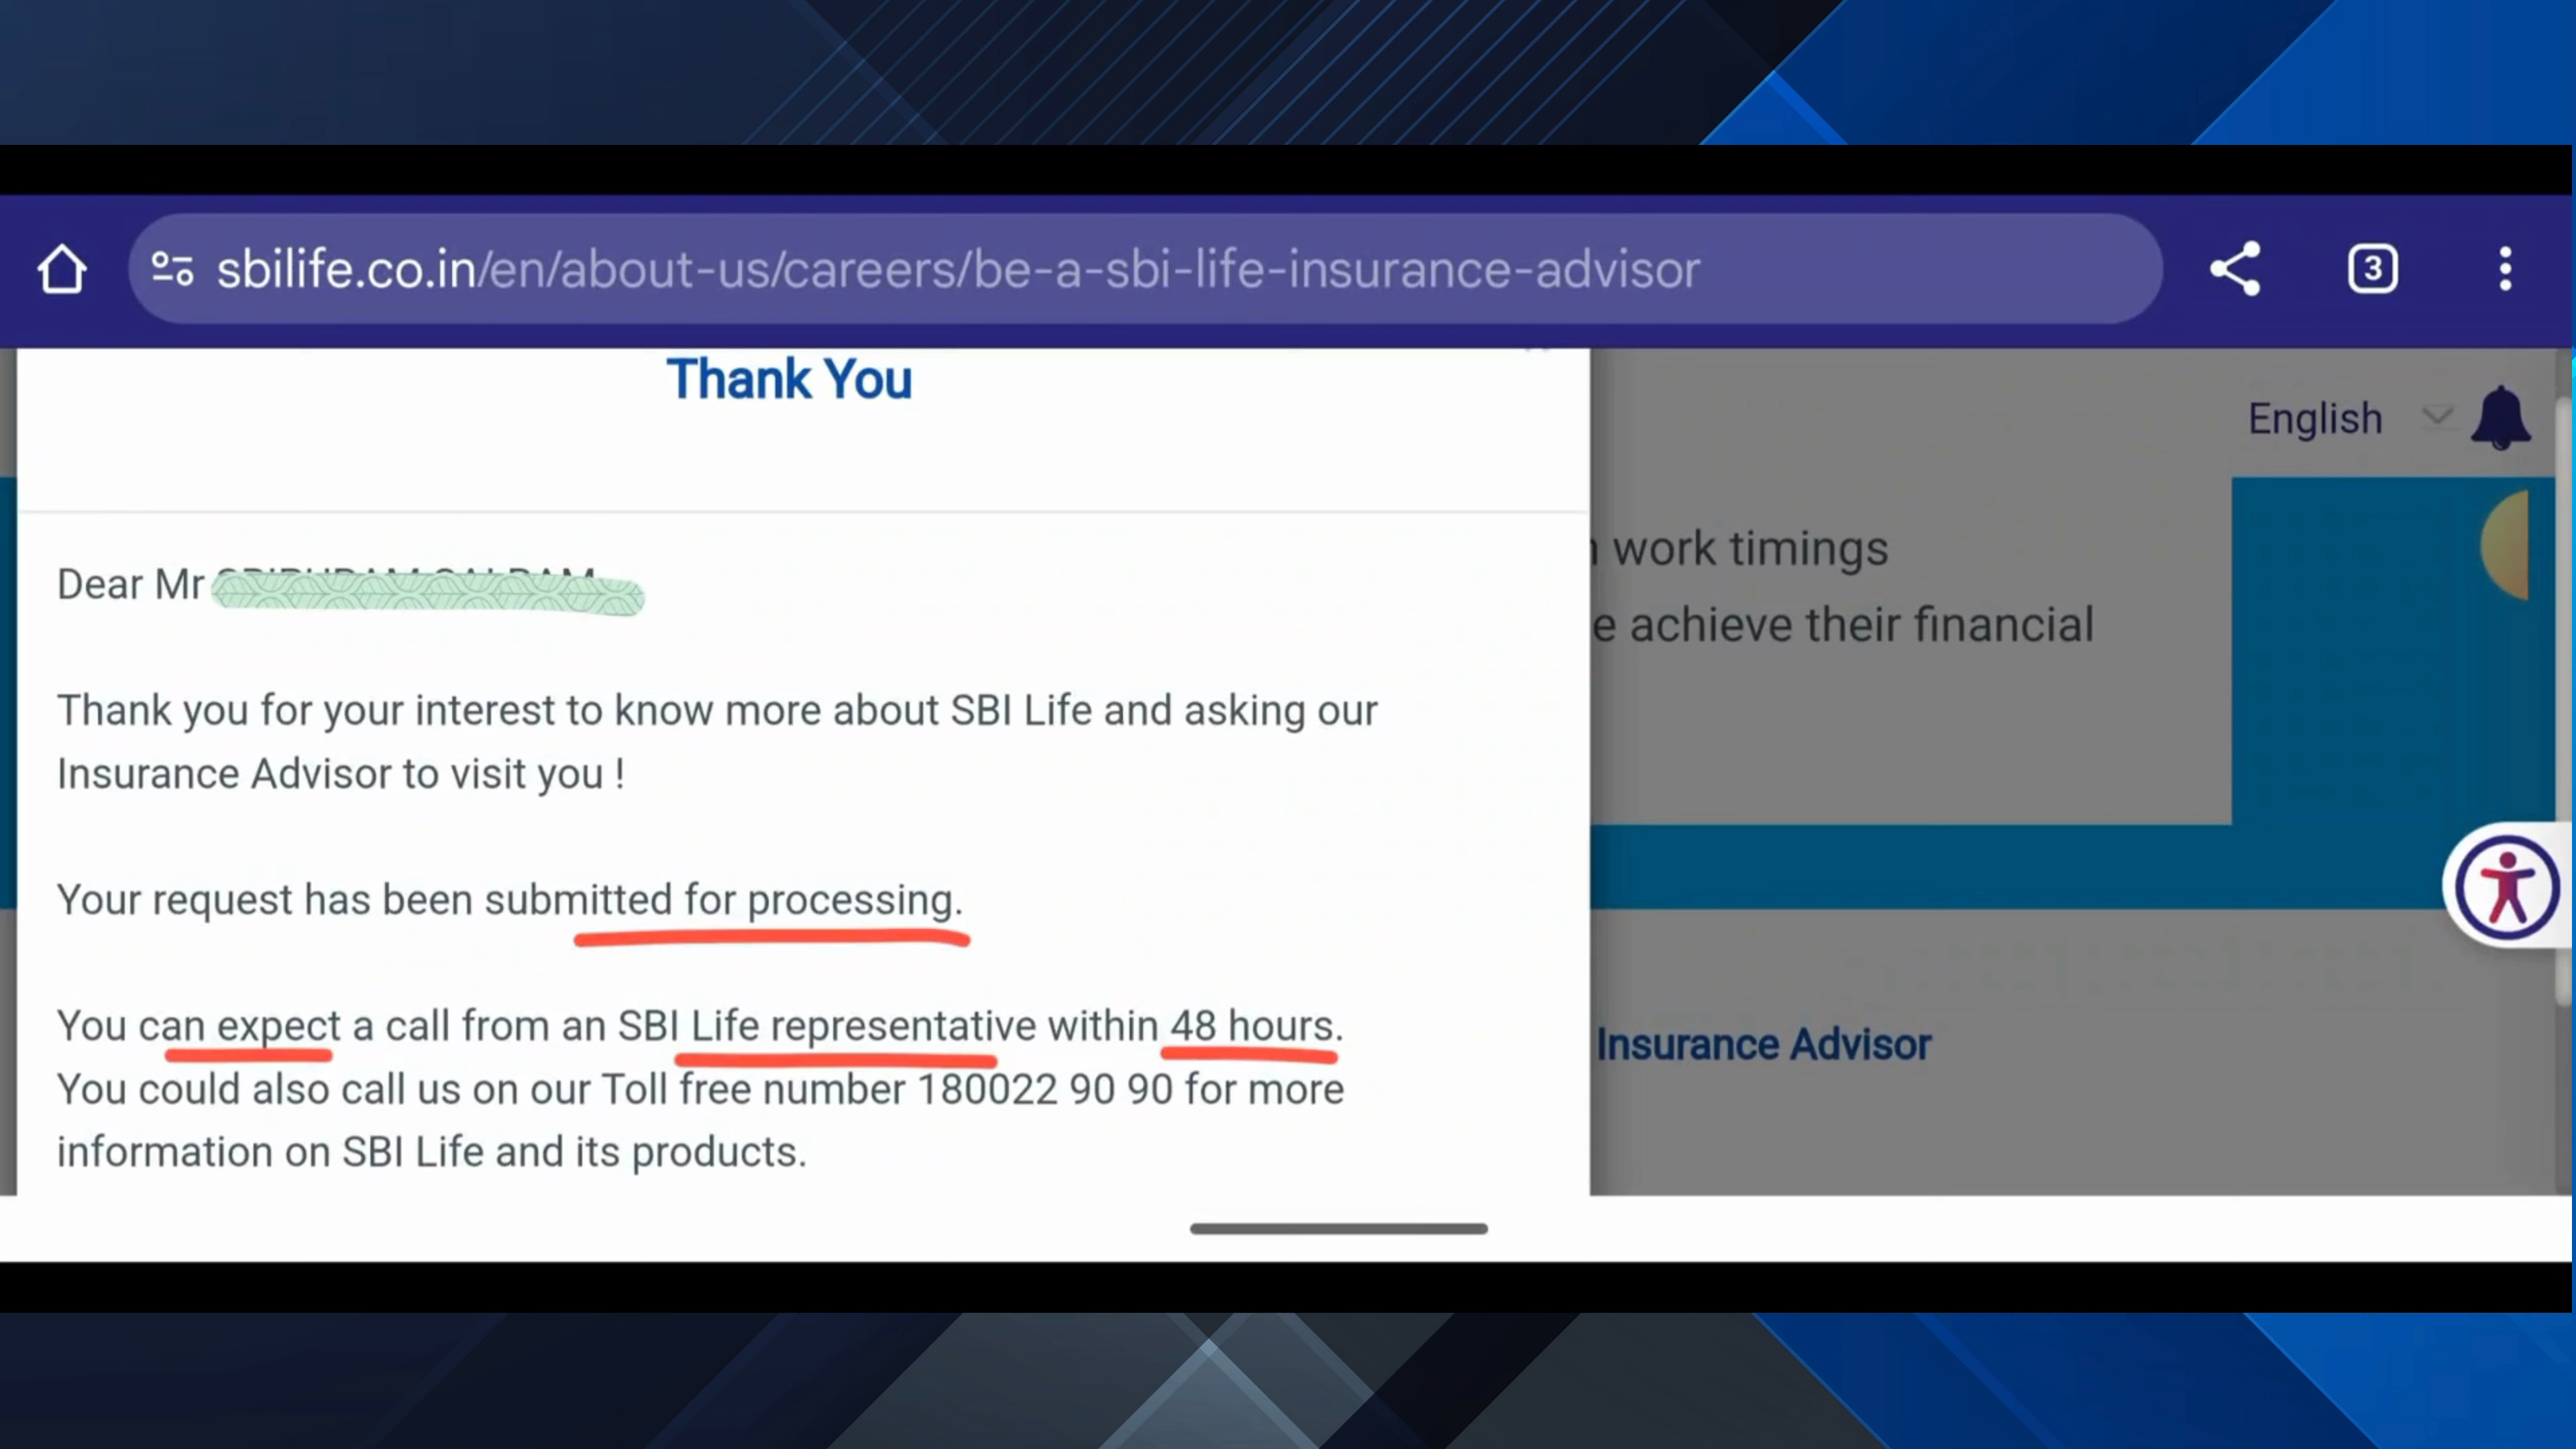 sbilife.co.in/en/about-us/careers/be-a-sbi-life-insurance-advisor
3
Thank You
English
Dear Mr
work timings
e achieve their financial
Thank you for your interest to know more about SBI Life and asking our
Insurance Advisor to visit you !
Your request has been submitted for processing.
You can expect a call from an SBI Life representative within 48 hours.
Insurance Advisor
You could also call us on our Toll free number 180022 90 90 for more
information on SBI Life and its products.